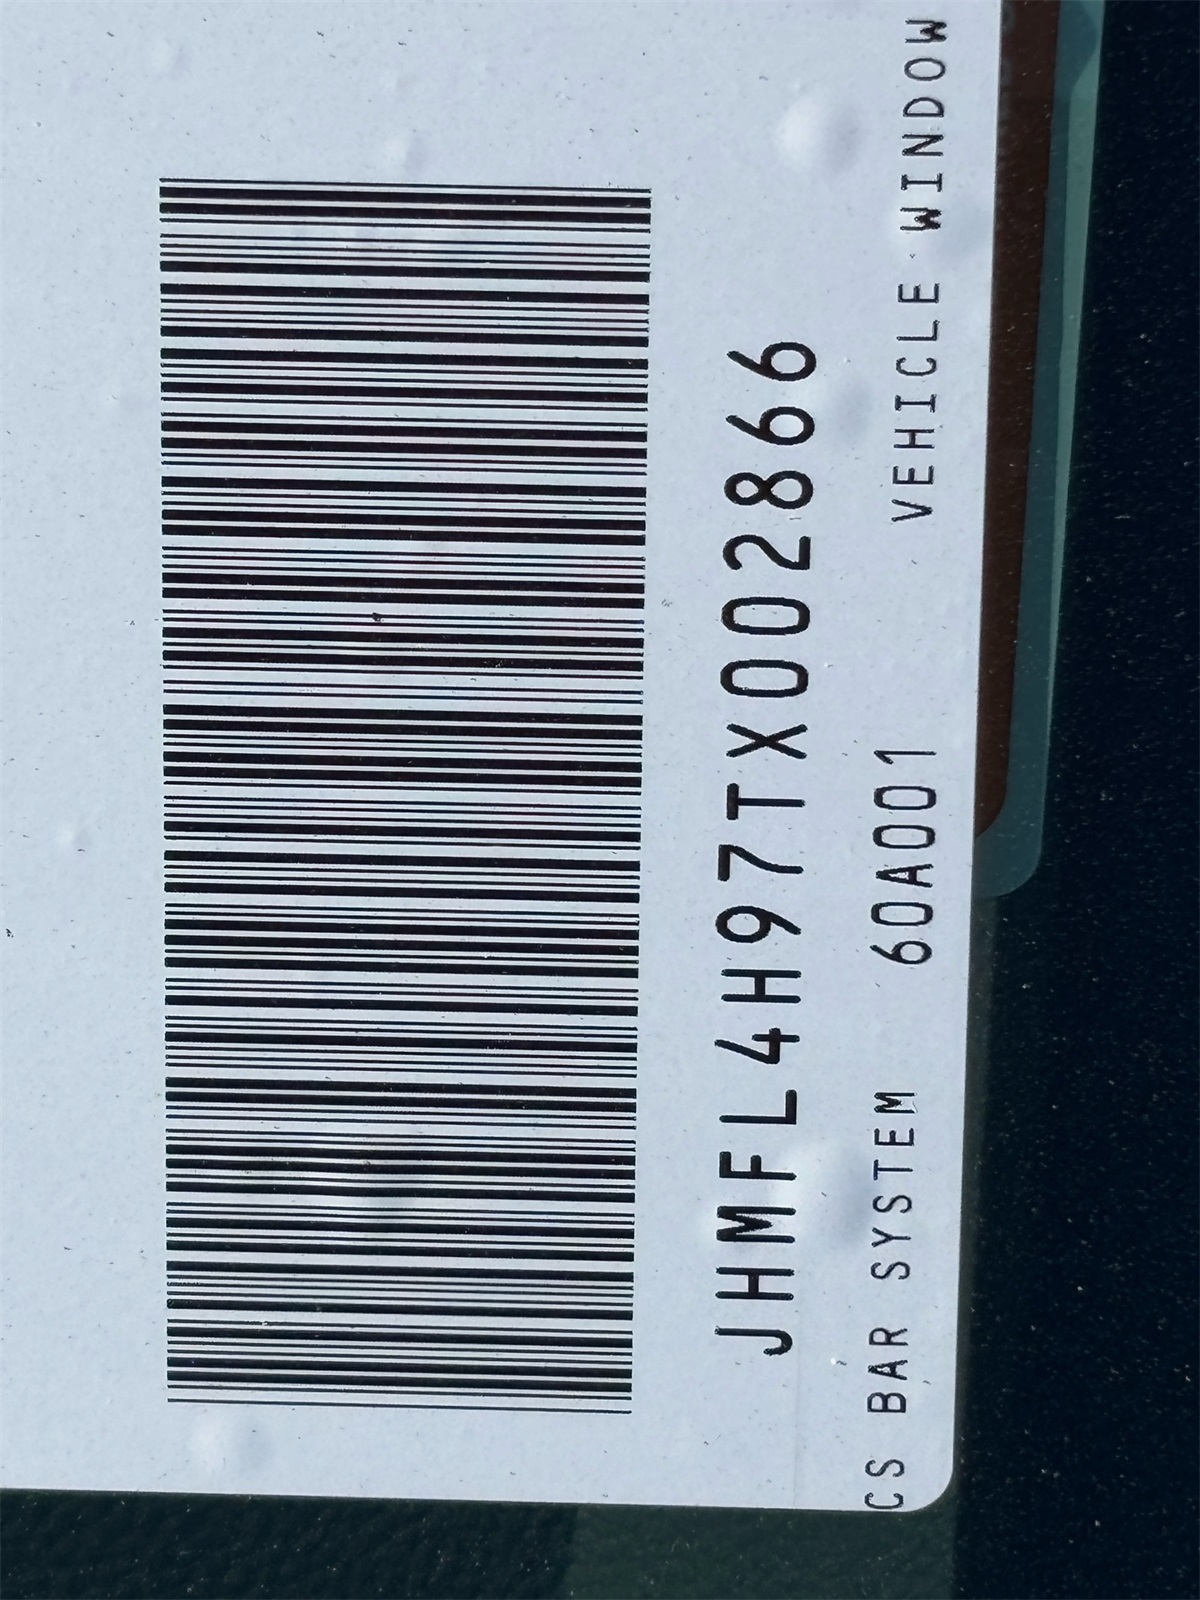 JHMFL4H97TX002866
CS BAR SYSTEM 60A001 VEHICLE WINDOW